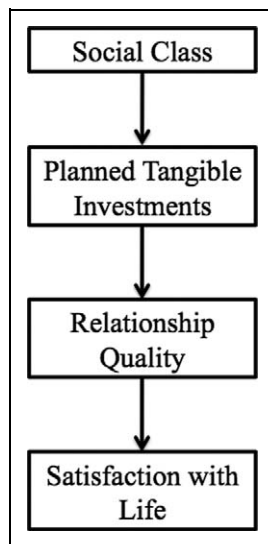 Social Class
Planned Tangible
Investments
Relationship
Quality
Satisfaction with
Life